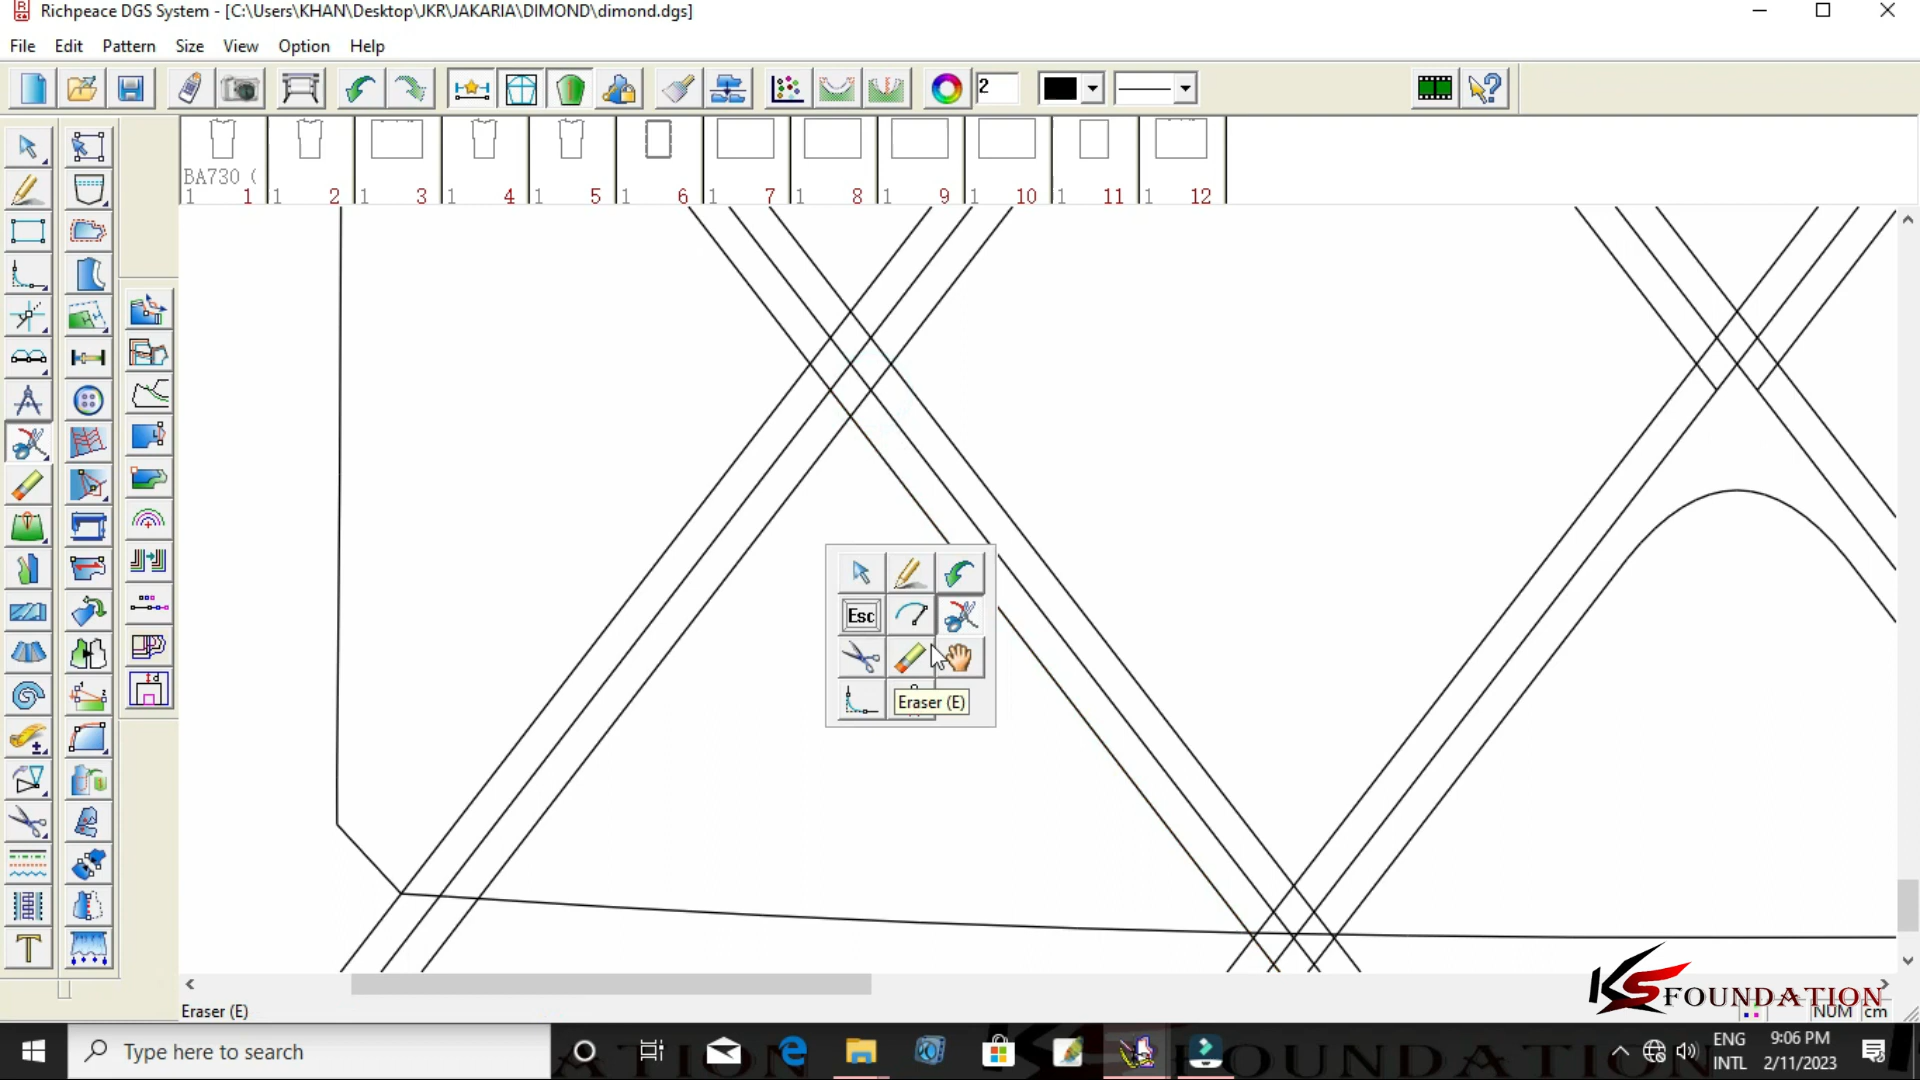 Richpeace DGS System - [C:\Users\KHAN\Desktop\JKR\JAKARIA\DIMOND\dimond.dgs]
File Edit Pattern Size View Option Help
2
BA730 (
1 1 1 2 1 3 1 4 1 5 1 6 1 7 1 8 1 9 1 10 1 11 1 12
Esc
Eraser (E)
T
Eraser (E)
KS FOUNDATION
NUM cm
Type here to search
ENG
INTL
9:06 PM
2/11/2023